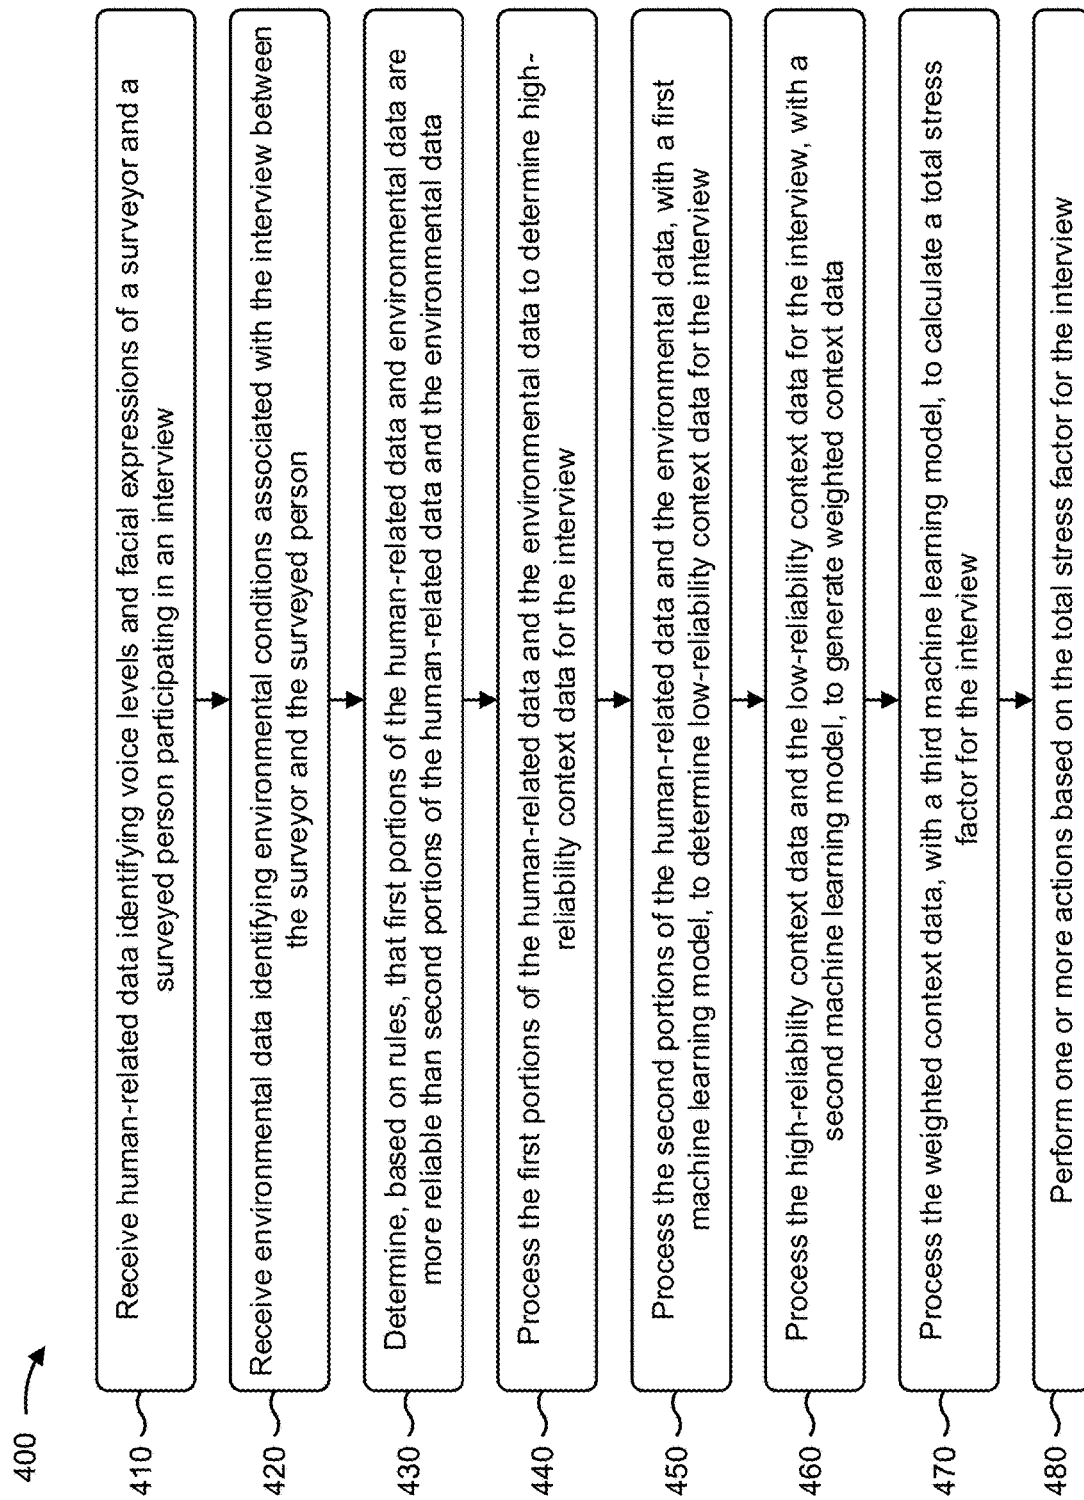 400
410
Receive human-related data identifying voice levels and facial expressions of a surveyor and a
surveyed person participating in an interview
420
Receive environmental data identifying environment conditions associated with the interview between
the surveyor and the surveyed person
430
Determine, based on rules, that first portions of the human-related data and environmental data are
more reliable than second portions of the human-related data and the environmental data
440
Process the first portions of the human-related data and the environmental data to determine high-
reliability context data for the interview
450
Process the second portions of the human-related data and the environmental data, with a first
machine learning model, to determine low-reliability context data for the interview
460
Process the high-reliability context data and the low-reliability context data for the interview, with a
second machine learning model, to generate weighted context data
470
Process the weighted context data, with a third machine learning model, to calculate a total stress
factor for the interview
480
Perform one or more actions based on the total stress factor for the interview